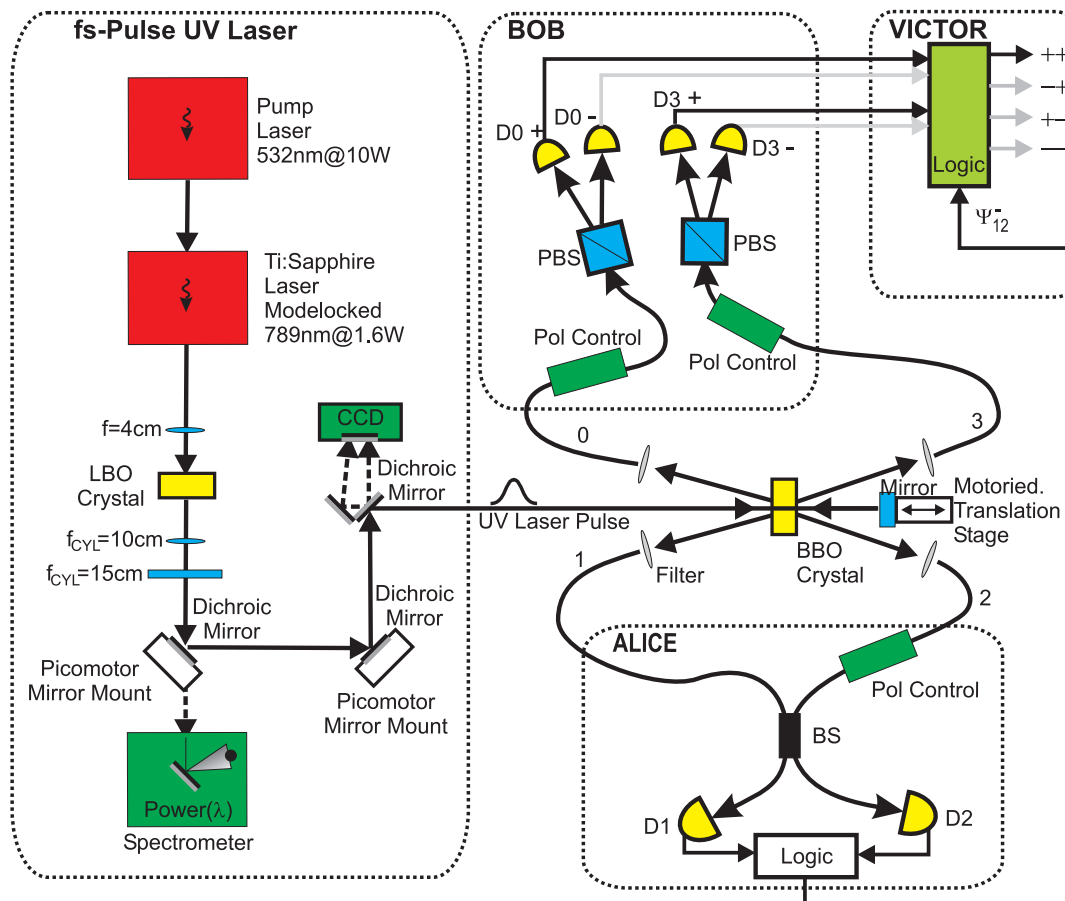 fs-Pulse UV Laser
Pump
Laser
532nm@10W
Ti:Sapphire
Laser
Modelocked
789nm@1.6W
f=4cm
LBO
Crystal
fCYL=10cm
fCYL=15cm
Dichroic
Mirror
Picomotor
Mirror Mount
Power(λ)
Spectrometer
CCD
Dichroic
Mirror
Dichroic
Mirror
Picomotor
Mirror Mount
UV Laser Pulse
BOB
D0 +
D0 -
D3 +
D3 -
PBS
PBS
Pol Control
Pol Control
0
3
VICTOR
Logic
++
−+
+−
−−
Ψ⁻12
Mirror
Motoried.
Translation
Stage
BBO
Crystal
Filter
1
2
ALICE
Pol Control
BS
D1
D2
Logic